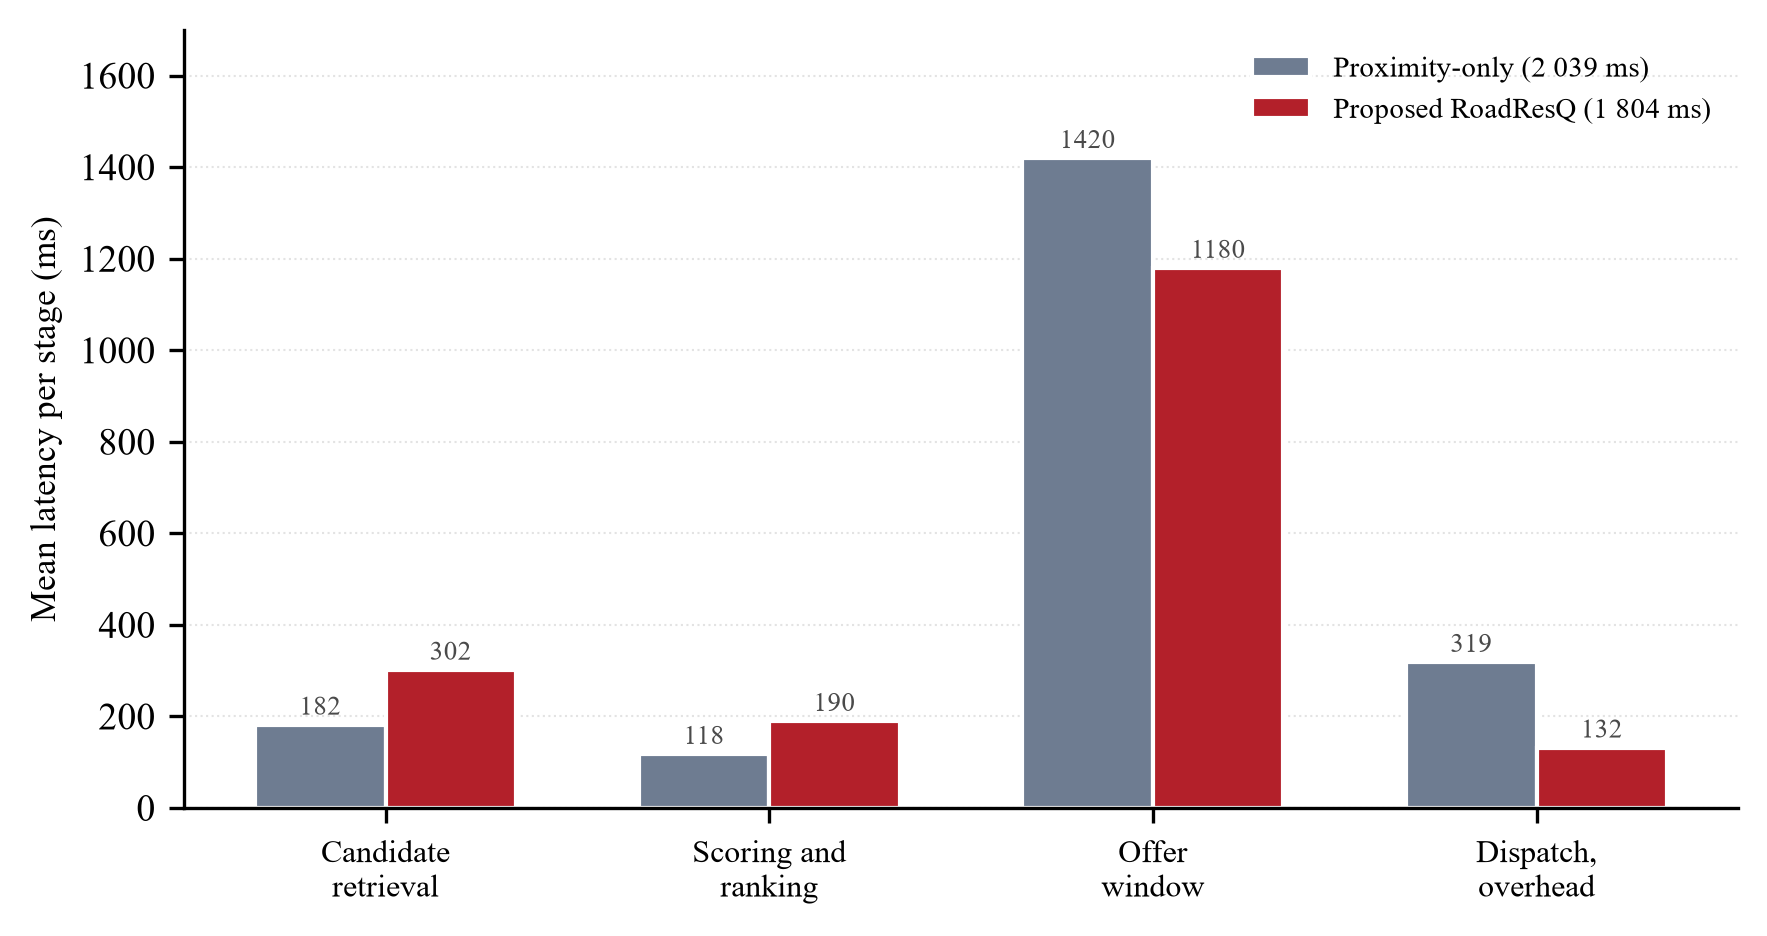 Proximity-only (2 039 ms)
Proposed RoadResQ (1 804 ms)
Mean latency per stage (ms)
1600
1400
1200
1000
800
600
400
200
0
182
302
118
190
1420
1180
319
132
Candidate
retrieval
Scoring and
ranking
Offer
window
Dispatch,
overhead